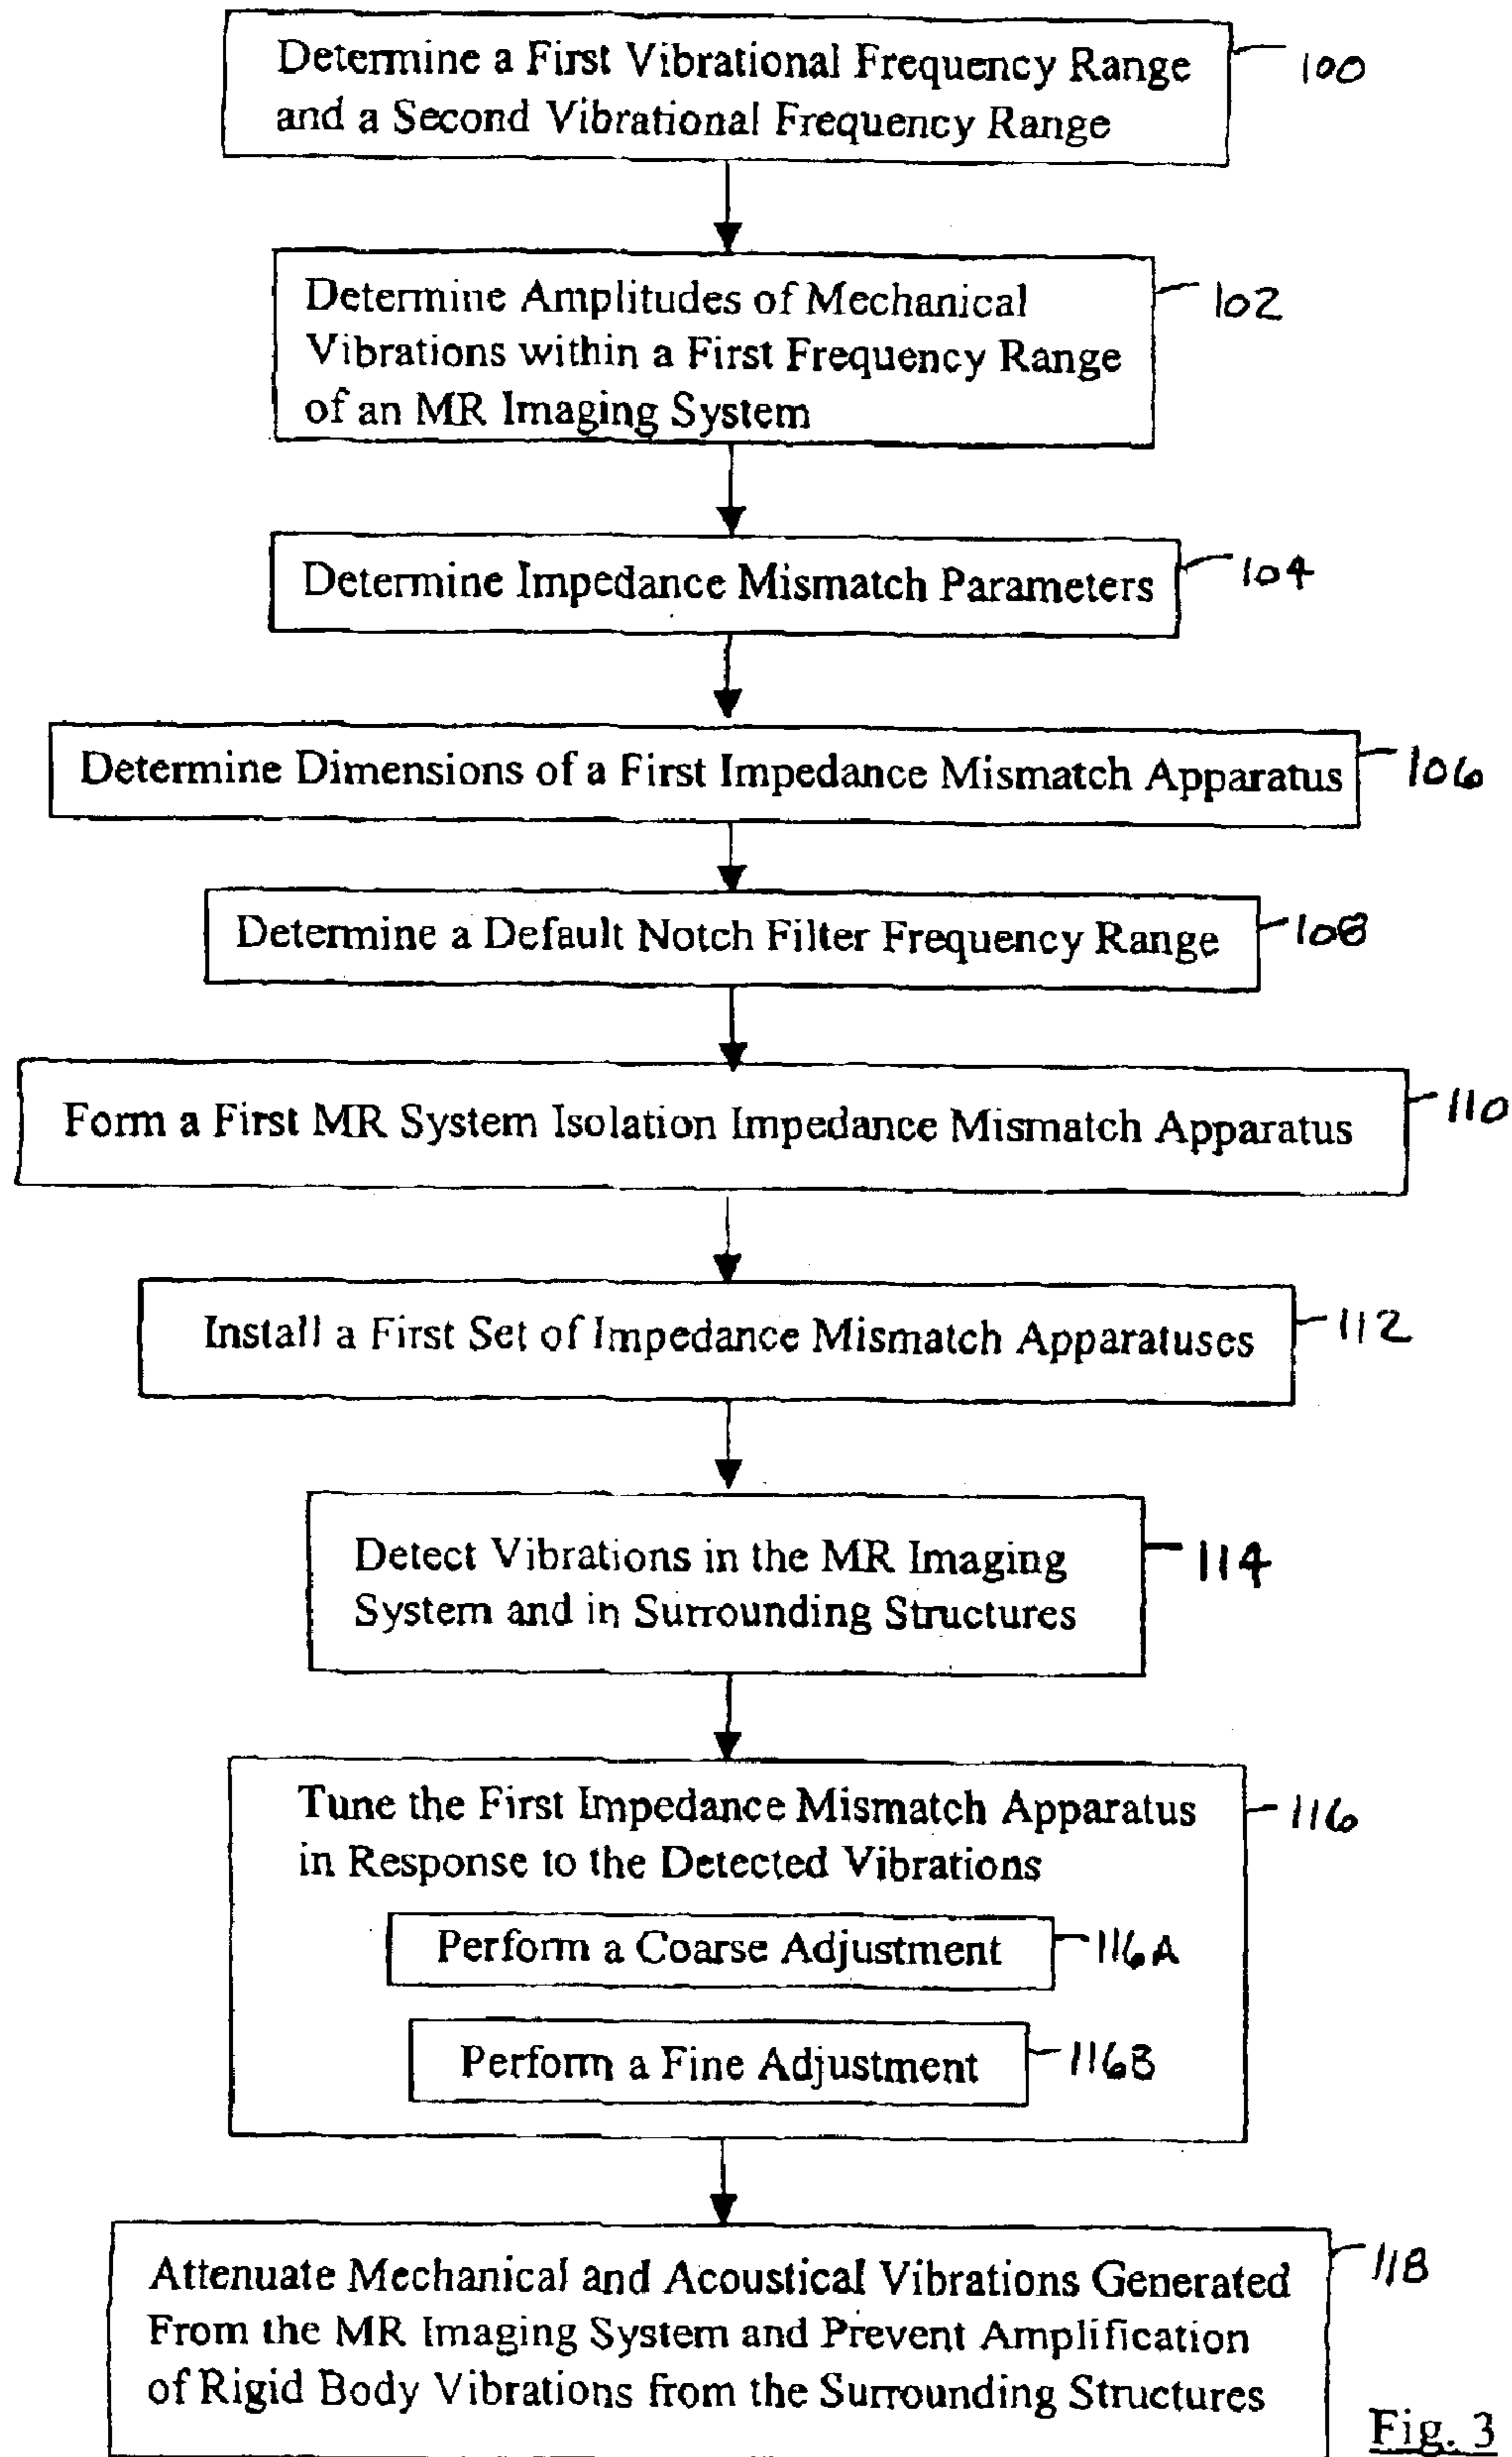 Determine a First Vibrational Frequency Range
and a Second Vibrational Frequency Range
100
Determine Amplitudes of Mechanical
Vibrations within a First Frequency Range
of an MR Imaging System
102
Determine Impedance Mismatch Parameters
104
Determine Dimensions of a First Impedance Mismatch Apparatus
106
Determine a Default Notch Filter Frequency Range
108
Form a First MR System Isolation Impedance Mismatch Apparatus
110
Install a First Set of Impedance Mismatch Apparatuses
112
Detect Vibrations in the MR Imaging
System and in Surrounding Structures
114
Tune the First Impedance Mismatch Apparatus
in Response to the Detected Vibrations
116
Perform a Coarse Adjustment
116A
Perform a Fine Adjustment
116B
Attenuate Mechanical and Acoustical Vibrations Generated
From the MR Imaging System and Prevent Amplification
of Rigid Body Vibrations from the Surrounding Structures
118
Fig. 3